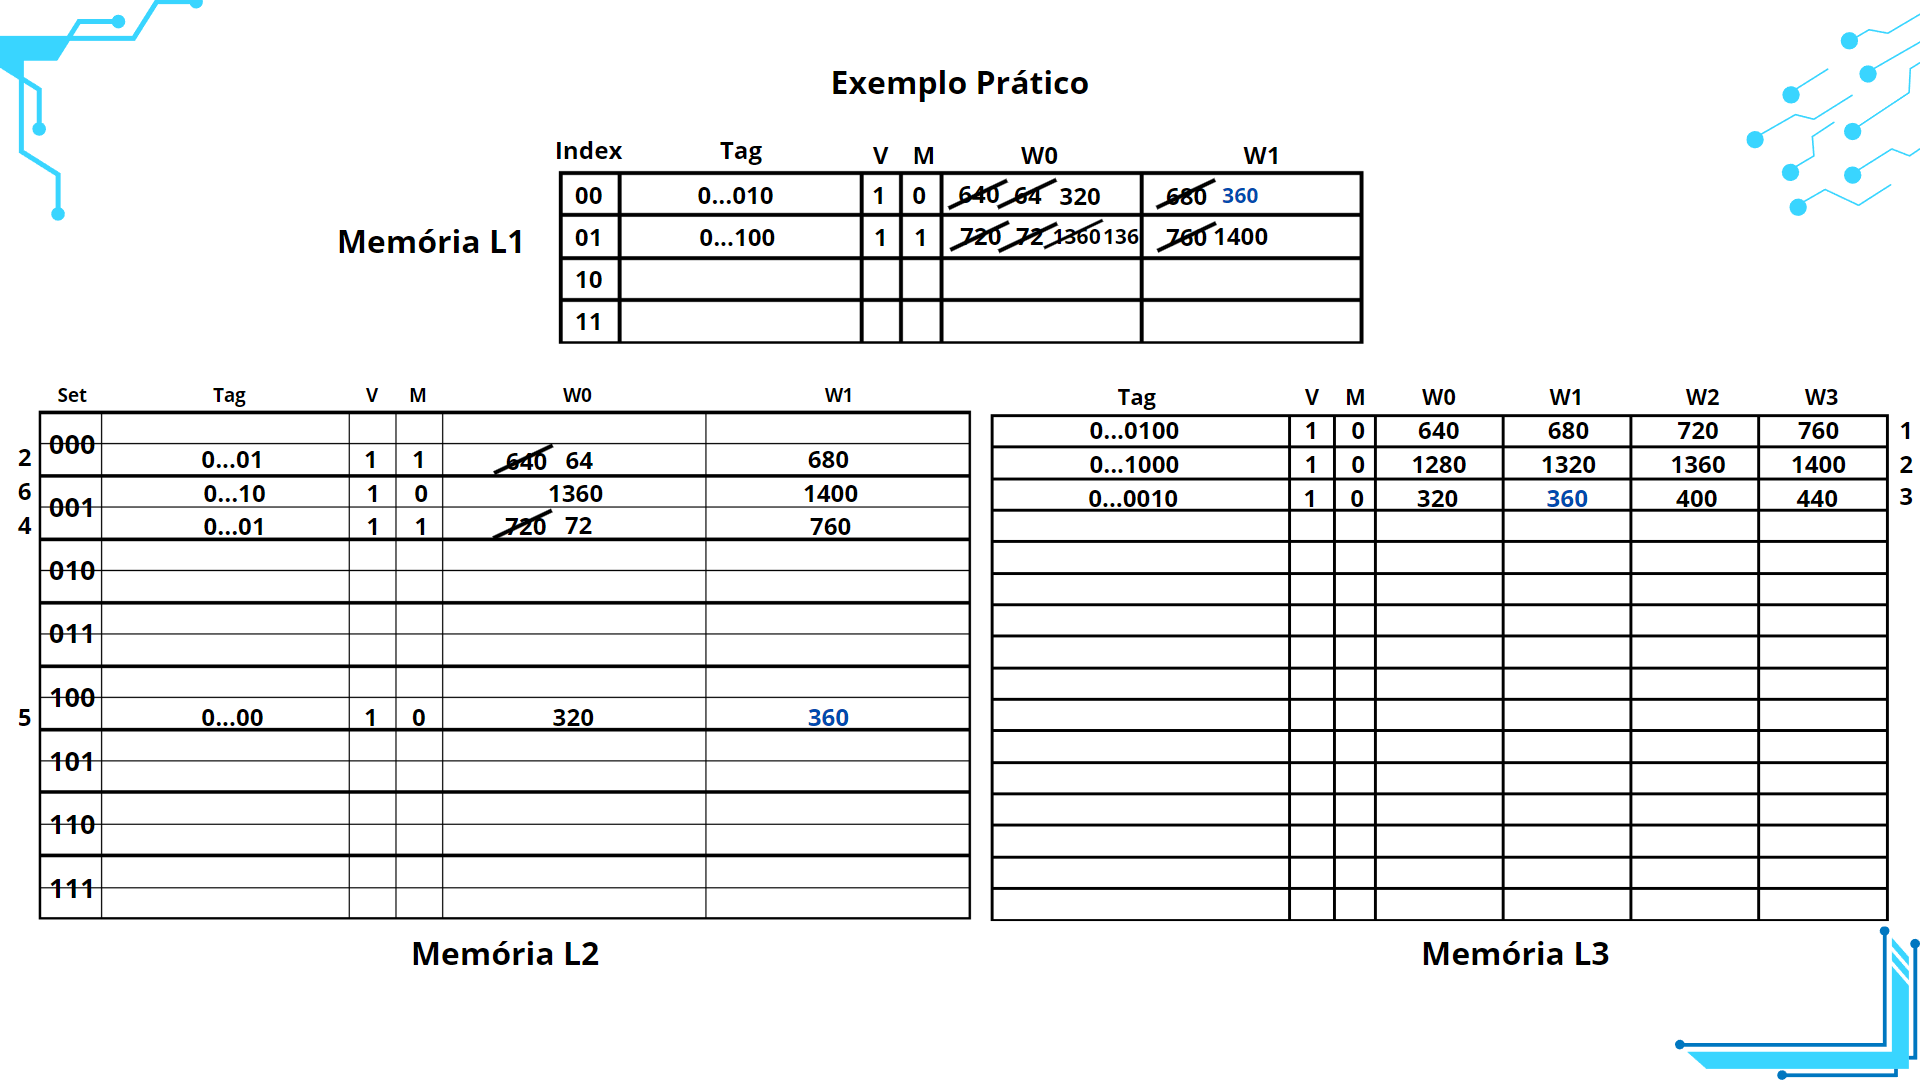 Exemplo Prático
Index Tag V M W0 W1
00 0...010 1 0 640 64 320 680 360
Memória L1
01 0...100 1 1 720 72 1360 136 760 1400
10
11
Set Tag V M W0 W1
000
2 0...01 1 1 640 64 680
6 0...10 1 0 1360 1400
001
4 0...01 1 1 720 72 760
010
011
100
5 0...00 1 0 320 360
101
110
111
Memória L2
Tag V M W0 W1 W2 W3
0...0100 1 0 640 680 720 760 1
0...1000 1 0 1280 1320 1360 1400 2
0...0010 1 0 320 360 400 440 3
Memória L3